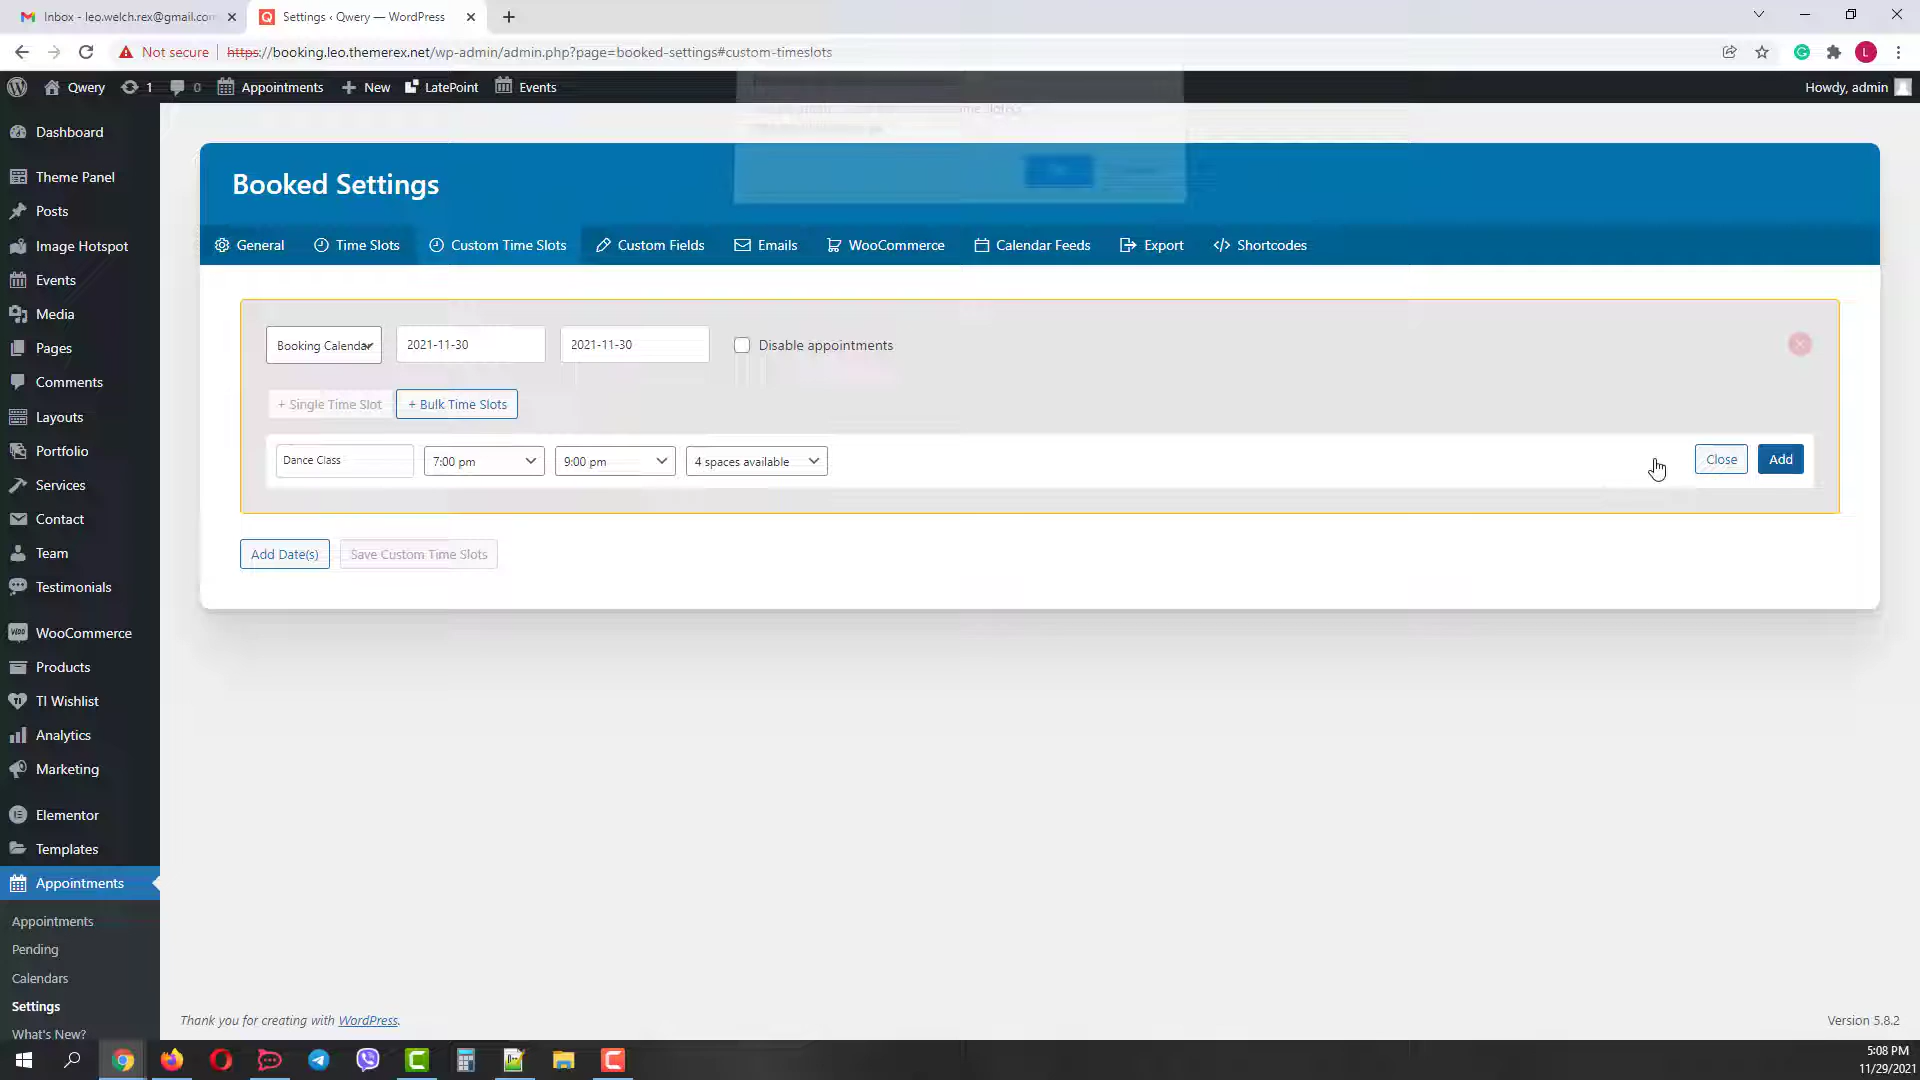 Inbox - leo.welch.rex@gmail.com
Settings ‹ Qwery — WordPress
Not secure
https://booking.leo.themerex.net/wp-admin/admin.php?page=booked-settings#custom-timeslots
L
Qwery
1
0
Appointments
New
LatePoint
Events
Howdy, admin
Dashboard
Theme Panel
Posts
Image Hotspot
Events
Media
Pages
Comments
Layouts
Portfolio
Services
Contact
Team
Testimonials
WooCommerce
Products
TI Wishlist
Analytics
Marketing
Elementor
Templates
Appointments
Appointments
Pending
Calendars
Settings
What's New?
Booked Settings
General
Time Slots
Custom Time Slots
Custom Fields
Emails
WooCommerce
Calendar Feeds
Export
Shortcodes
Booking Calendar
2021-11-30
2021-11-30
Disable appointments
+ Single Time Slot
+ Bulk Time Slots
Dance Class
7:00 pm
9:00 pm
4 spaces available
Close
Add
Add Date(s)
Save Custom Time Slots
Thank you for creating with WordPress.
Version 5.8.2
5:08 PM
11/29/2021